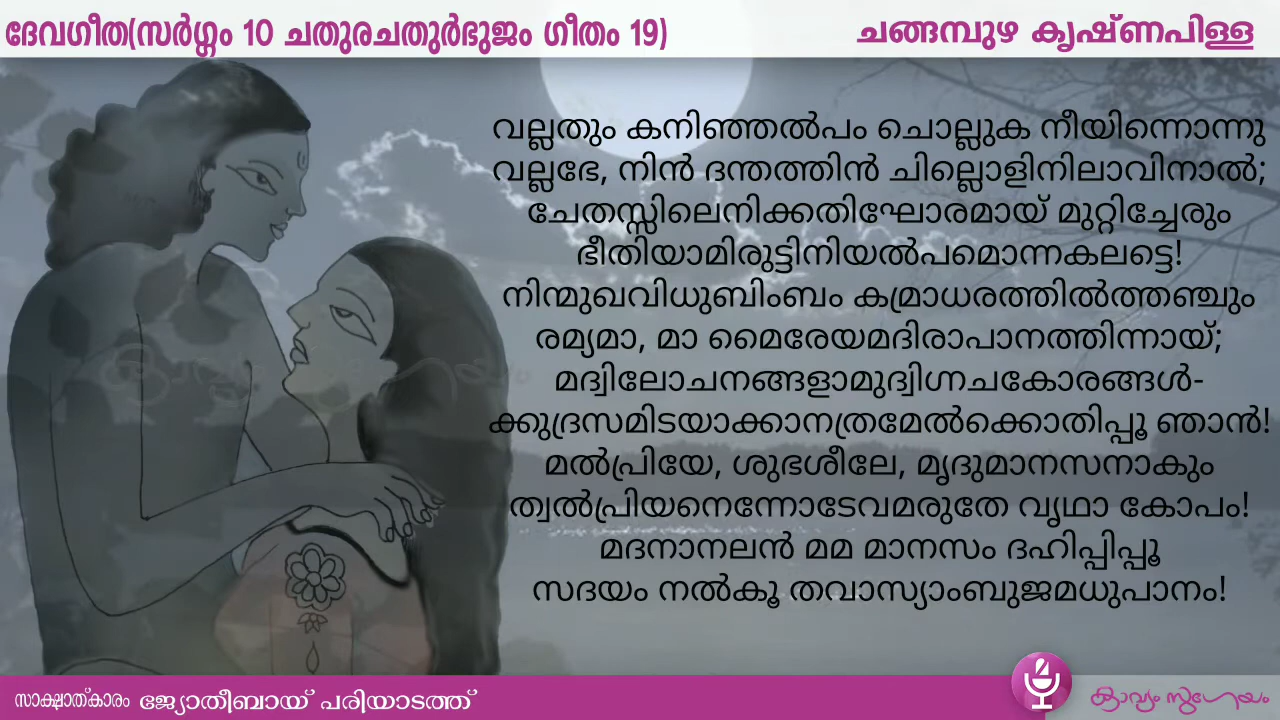 ദേവഗീത(സർഗ്ഗം 10 ചതുരചതുർഭുജം ഗീതം 19)
ചങ്ങമ്പുഴ കൃഷ്ണപിള്ള
വല്ലതും കനിഞ്ഞൽപം ചൊല്ലുക നീയിന്നൊന്നു
വല്ലഭേ, നിൻ ദന്തത്തിൻ ചില്ലൊളിനിലാവിനാൽ;
ചേതസ്സിലെനിക്കതിഘോരമായ് മുറ്റിച്ചേരും
ഭീതിയാമിരുട്ടിനിയൽപമൊന്നകലട്ടെ!
നിന്മുഖവിധുബിംബം കമ്രാധരത്തിൽത്തഞ്ചും
രമ്യമാ, മാ മൈരേയമദിരാപാനത്തിന്നായ്;
മദ്വിലോചനങ്ങളാമുദ്വിഗ്നചകോരങ്ങൾ-
ക്കുദ്രസമിടയാക്കാനത്രമേൽക്കൊതിപ്പൂ ഞാൻ!
മൽപ്രിയേ, ശുഭശീലേ, മൃദുമാനസനാകും
ത്വൽപ്രിയനെന്നോടേവമരുതേ വൃഥാ കോപം!
മദനാനലൻ മമ മാനസം ദഹിപ്പിപ്പൂ
സദയം നൽകൂ തവാസ്യാംബുജമധുപാനം!
സാക്ഷാത്കാരം ജ്യോതീബായ് പരിയാടത്ത്
കാവ്യം സുഗേയം